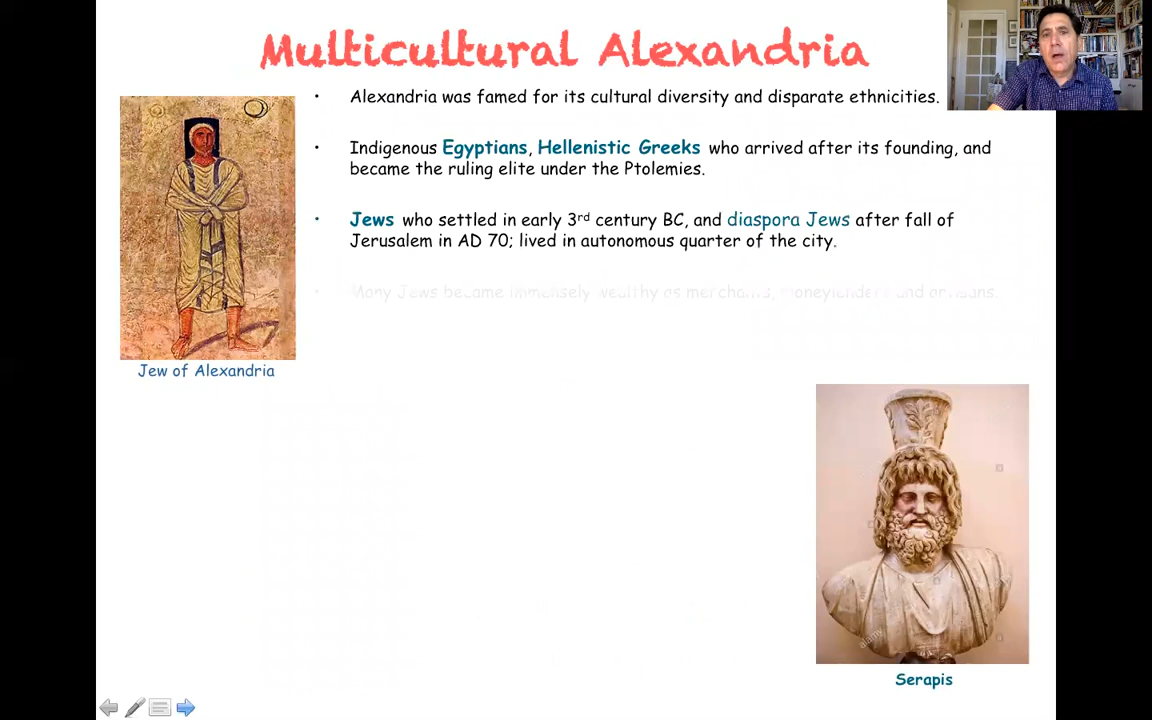 Multicultural Alexandria
• Alexandria was famed for its cultural diversity and disparate ethnicities.
• Indigenous Egyptians, Hellenistic Greeks who arrived after its founding, and
became the ruling elite under the Ptolemies.
• Jews who settled in early 3rd century BC, and diaspora Jews after fall of
Jerusalem in AD 70; lived in autonomous quarter of the city.
• Many Jews became immensely wealthy as merchants, moneylenders and artisans.
Jew of Alexandria
alamy
Serapis